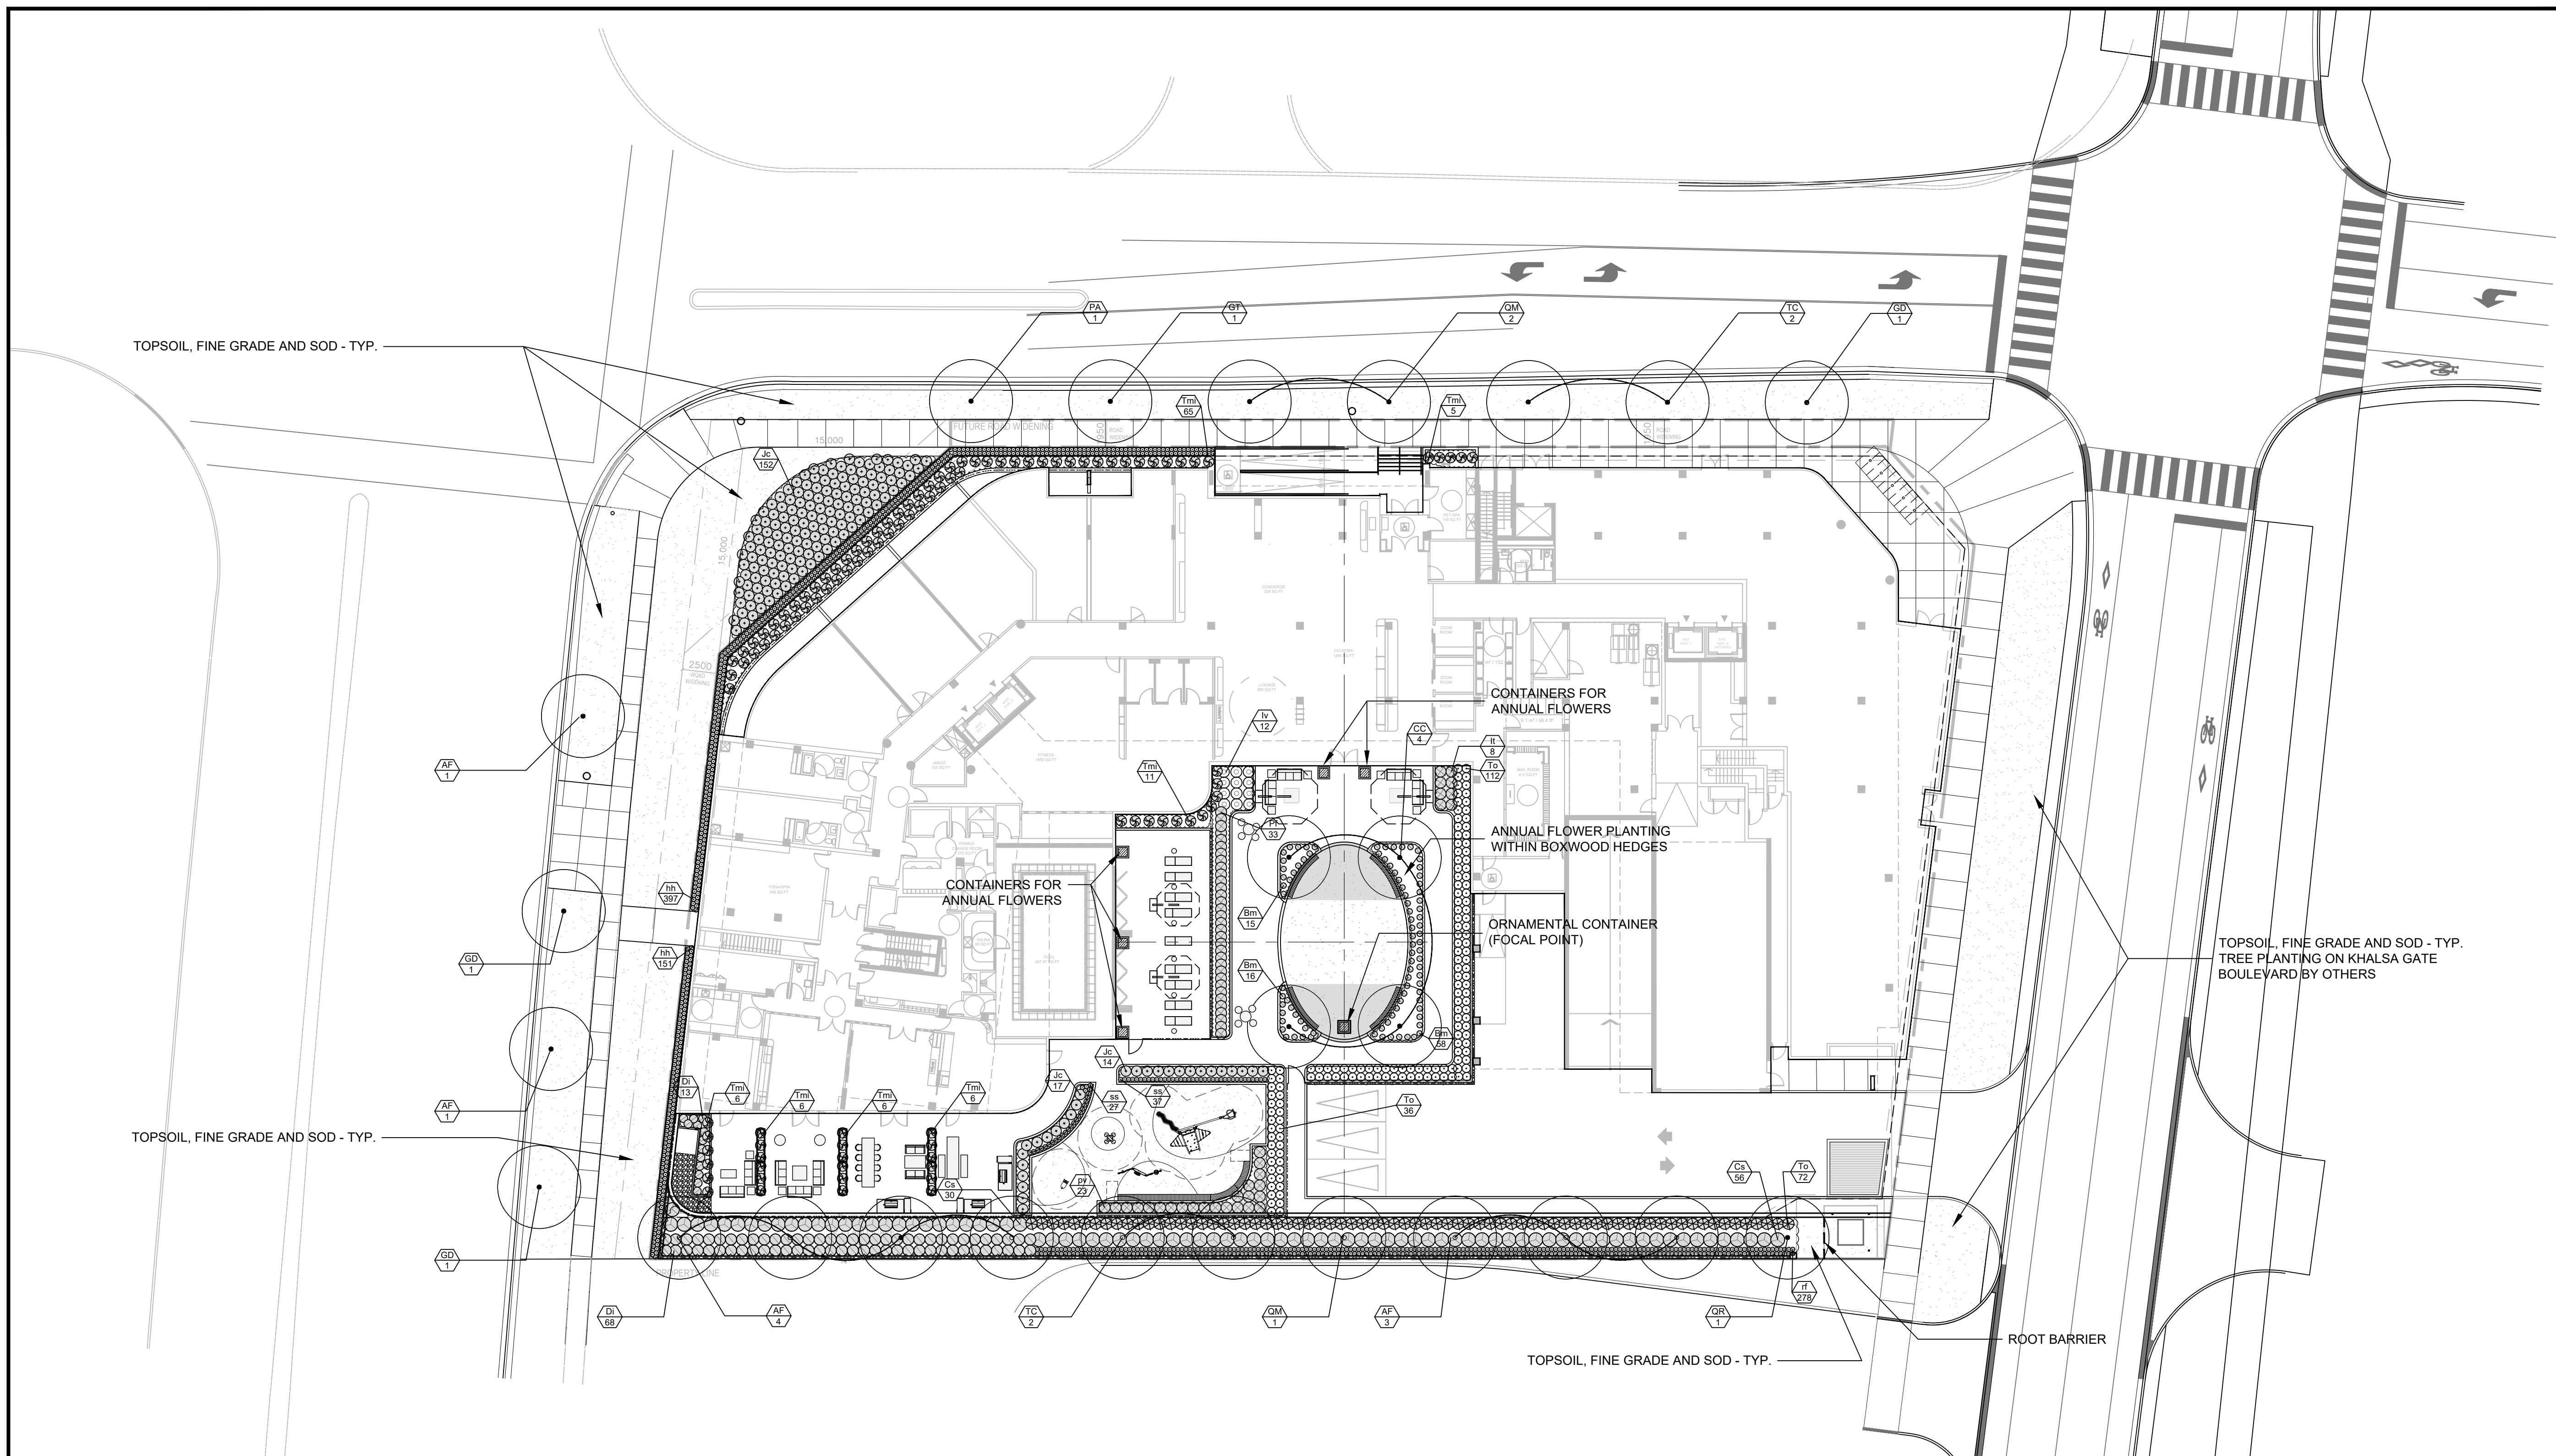 PA
1
GT
1
QM
2
TC
2
GD
1
TOPSOIL, FINE GRADE AND SOD - TYP.
Tmi
65
Tmi
5
FUTURE ROAD WIDENING
15.000
ROAD
WIDENING
ROAD
WIDENING
Jc
152
15.000
2500
ROAD
WIDENING
CONTAINERS FOR
ANNUAL FLOWERS
Iv
12
CC
4
It
8
To
112
AF
1
Tmi
11
33
ANNUAL FLOWER PLANTING
WITHIN BOXWOOD HEDGES
CONTAINERS FOR
ANNUAL FLOWERS
hh
397
Bm
15
ORNAMENTAL CONTAINER
(FOCAL POINT)
hh
151
GD
1
Bm
16
TOPSOIL, FINE GRADE AND SOD - TYP.
TREE PLANTING ON KHALSA GATE
BOULEVARD BY OTHERS
Bm
58
Jc
14
Jc
17
Di
13
Tmi
6
Tmi
6
Tmi
6
Tmi
6
ss
27
ss
37
To
36
AF
1
TOPSOIL, FINE GRADE AND SOD - TYP.
Cs
30
py
23
Cs
56
To
72
GD
1
PROPERTY LINE
Di
68
AF
4
TC
2
QM
1
AF
3
QR
1
rf
278
ROOT BARRIER
TOPSOIL, FINE GRADE AND SOD - TYP.